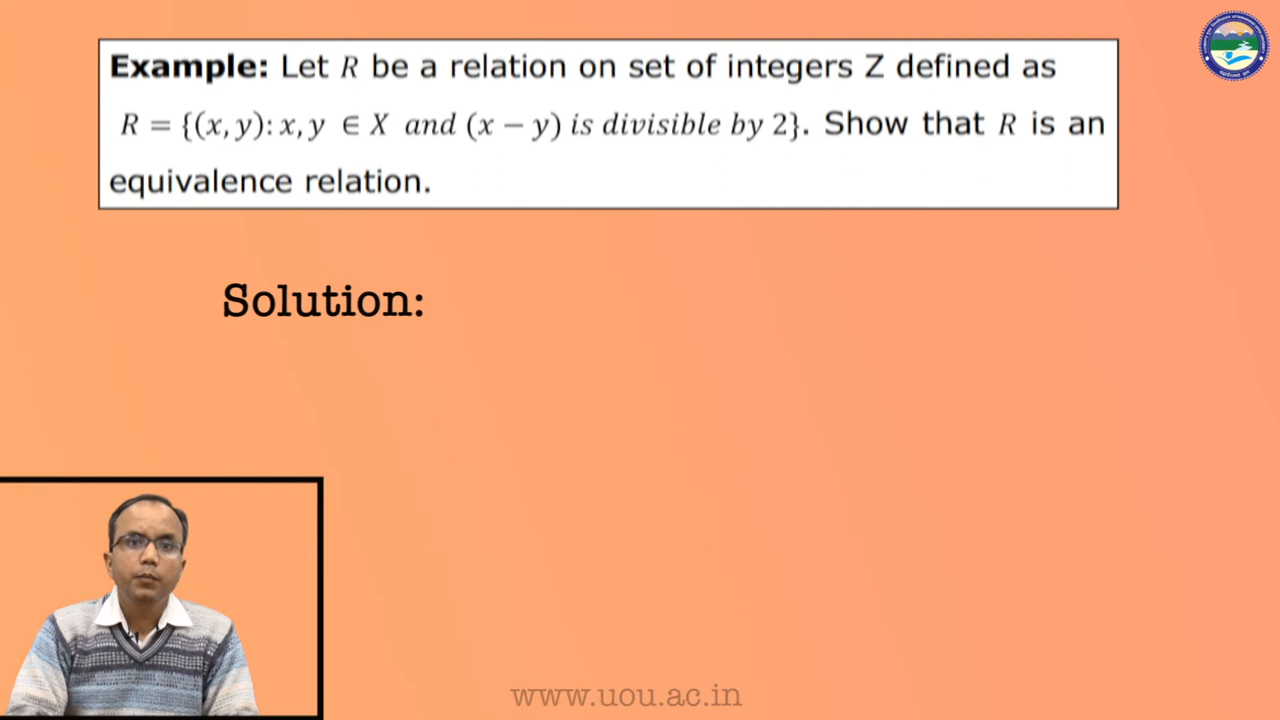 Example: Let R be a relation on set of integers Z defined as
R = {(x, y): x, y ∈ X and (x − y) is divisible by 2}. Show that R is an
equivalence relation.
Solution:
www.uou.ac.in